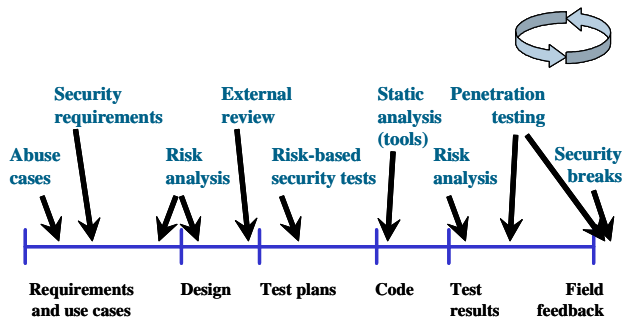 Security
requirements
External
review
Static
analysis
(tools)
Penetration
testing
Abuse
cases
Risk
analysis
Risk-based
security tests
Risk
analysis
Security
breaks
Requirements
and use cases
Design
Test plans
Code
Test
results
Field
feedback